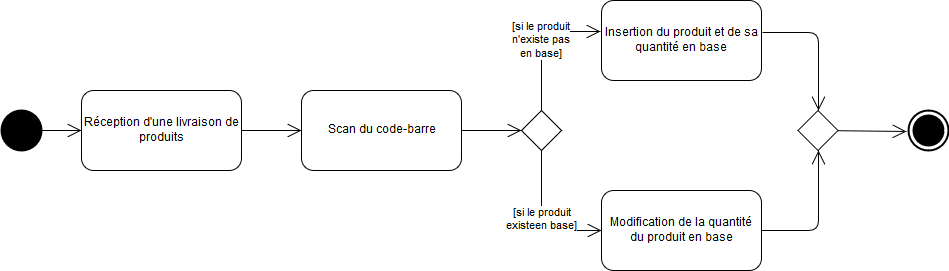 Réception d'une livraison de
produits
Scan du code-barre
[si le produit
n'existe pas
en base]
Insertion du produit et de sa
quantité en base
[si le produit
existeen base]
Modification de la quantité
du produit en base